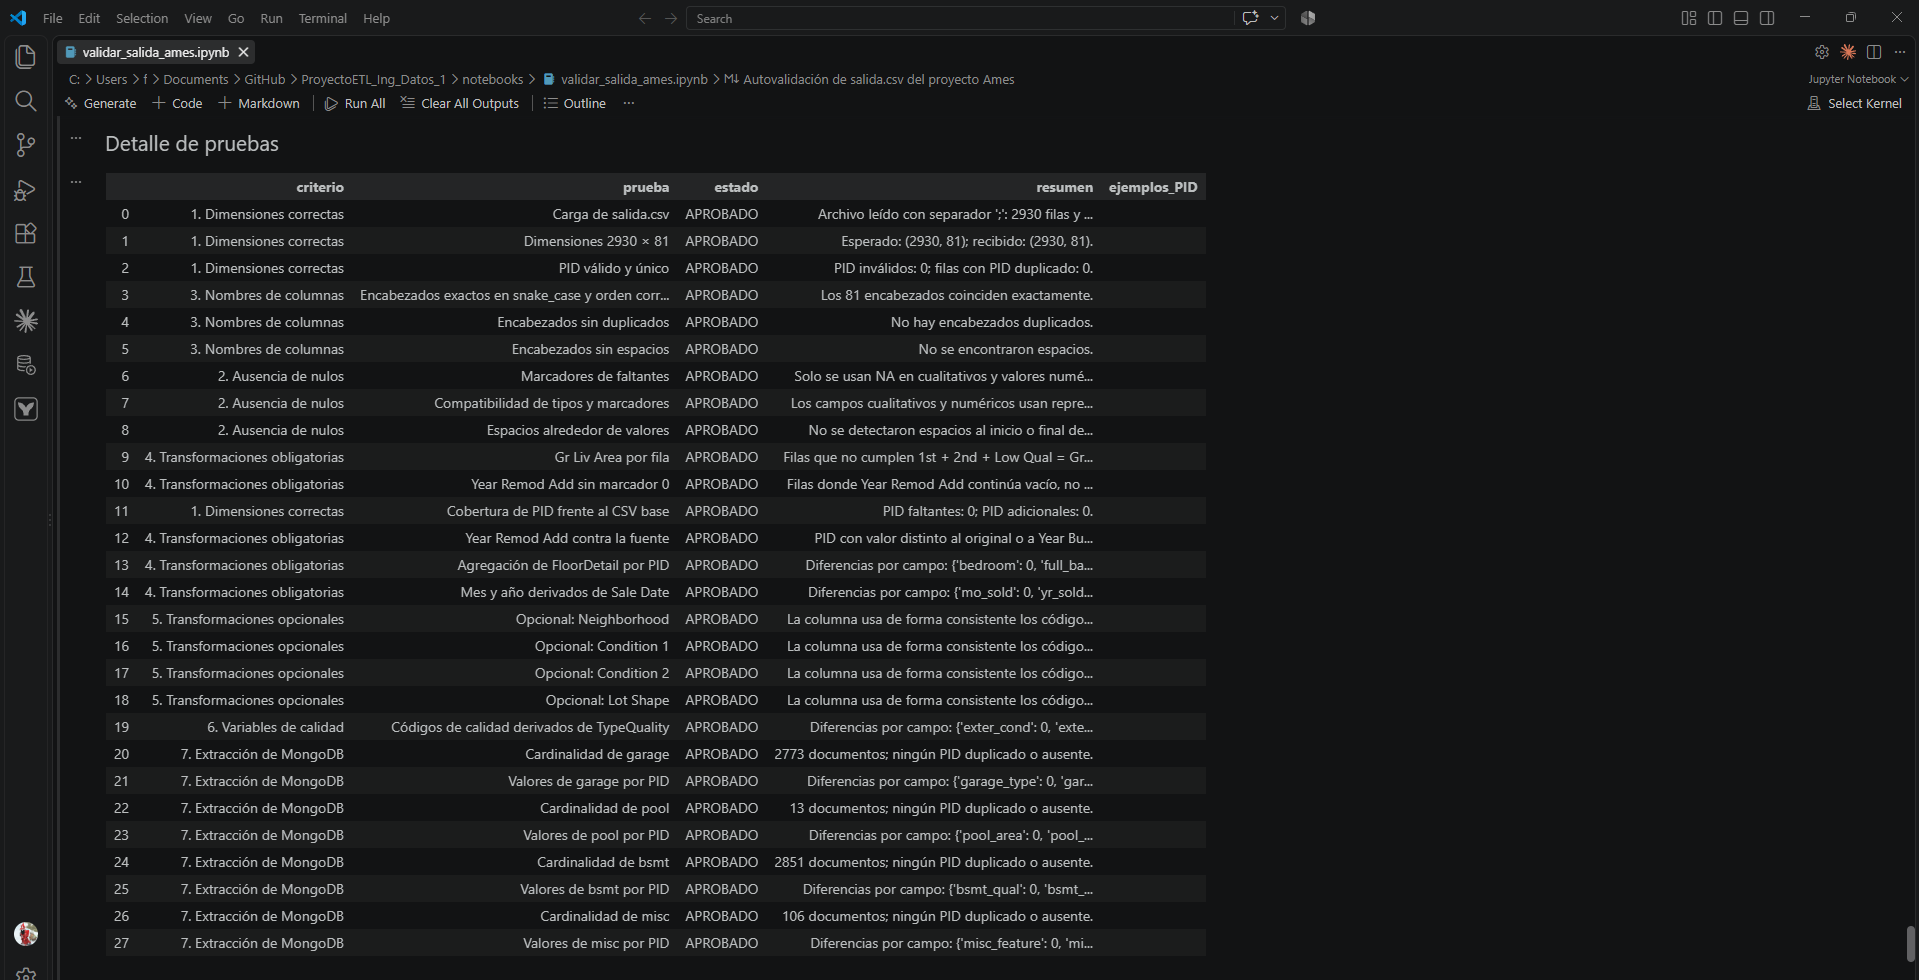 File Edit Selection View Go Run Terminal Help
Search
validar_salida_ames.ipynb
C: > Users > f > Documents > GitHub > ProyectoETL_Ing_Datos_1 > notebooks > validar_salida_ames.ipynb > M↓ Autovalidación de salida.csv del proyecto Ames
Jupyter Notebook
Generate + Code + Markdown Run All Clear All Outputs Outline ...
Select Kernel
Detalle de pruebas
criterio prueba estado resumen ejemplos_PID
0 1. Dimensiones correctas Carga de salida.csv APROBADO Archivo leído con separador ';': 2930 filas y ...
1 1. Dimensiones correctas Dimensiones 2930 × 81 APROBADO Esperado: (2930, 81); recibido: (2930, 81).
2 1. Dimensiones correctas PID válido y único APROBADO PID inválidos: 0; filas con PID duplicado: 0.
3 3. Nombres de columnas Encabezados exactos en snake_case y orden corr... APROBADO Los 81 encabezados coinciden exactamente.
4 3. Nombres de columnas Encabezados sin duplicados APROBADO No hay encabezados duplicados.
5 3. Nombres de columnas Encabezados sin espacios APROBADO No se encontraron espacios.
6 2. Ausencia de nulos Marcadores de faltantes APROBADO Solo se usan NA en cualitativos y valores numé...
7 2. Ausencia de nulos Compatibilidad de tipos y marcadores APROBADO Los campos cualitativos y numéricos usan repre...
8 2. Ausencia de nulos Espacios alrededor de valores APROBADO No se detectaron espacios al inicio o final de...
9 4. Transformaciones obligatorias Gr Liv Area por fila APROBADO Filas que no cumplen 1st + 2nd + Low Qual = Gr...
10 4. Transformaciones obligatorias Year Remod Add sin marcador 0 APROBADO Filas donde Year Remod Add continúa vacío, no ...
11 1. Dimensiones correctas Cobertura de PID frente al CSV base APROBADO PID faltantes: 0; PID adicionales: 0.
12 4. Transformaciones obligatorias Year Remod Add contra la fuente APROBADO PID con valor distinto al original o a Year Bu...
13 4. Transformaciones obligatorias Agregación de FloorDetail por PID APROBADO Diferencias por campo: {'bedroom': 0, 'full_ba...
14 4. Transformaciones obligatorias Mes y año derivados de Sale Date APROBADO Diferencias por campo: {'mo_sold': 0, 'yr_sold...
15 5. Transformaciones opcionales Opcional: Neighborhood APROBADO La columna usa de forma consistente los código...
16 5. Transformaciones opcionales Opcional: Condition 1 APROBADO La columna usa de forma consistente los código...
17 5. Transformaciones opcionales Opcional: Condition 2 APROBADO La columna usa de forma consistente los código...
18 5. Transformaciones opcionales Opcional: Lot Shape APROBADO La columna usa de forma consistente los código...
19 6. Variables de calidad Códigos de calidad derivados de TypeQuality APROBADO Diferencias por campo: {'exter_cond': 0, 'exte...
20 7. Extracción de MongoDB Cardinalidad de garage APROBADO 2773 documentos; ningún PID duplicado o ausente.
21 7. Extracción de MongoDB Valores de garage por PID APROBADO Diferencias por campo: {'garage_type': 0, 'gar...
22 7. Extracción de MongoDB Cardinalidad de pool APROBADO 13 documentos; ningún PID duplicado o ausente.
23 7. Extracción de MongoDB Valores de pool por PID APROBADO Diferencias por campo: {'pool_area': 0, 'pool_...
24 7. Extracción de MongoDB Cardinalidad de bsmt APROBADO 2851 documentos; ningún PID duplicado o ausente.
25 7. Extracción de MongoDB Valores de bsmt por PID APROBADO Diferencias por campo: {'bsmt_qual': 0, 'bsmt_...
26 7. Extracción de MongoDB Cardinalidad de misc APROBADO 106 documentos; ningún PID duplicado o ausente.
27 7. Extracción de MongoDB Valores de misc por PID APROBADO Diferencias por campo: {'misc_feature': 0, 'mi...